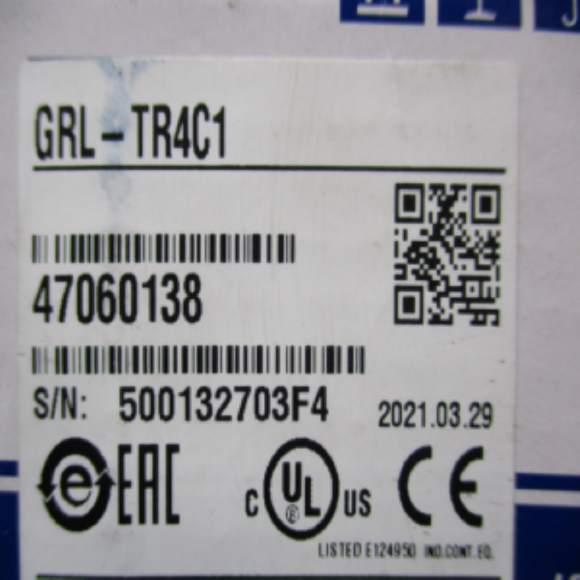 GRL-TR4C1
47060138
S/N: 500132703F4
2021.03.29
e EAC
C UL US
®
CE
LISTED E124950 IND.CONT.EQ.